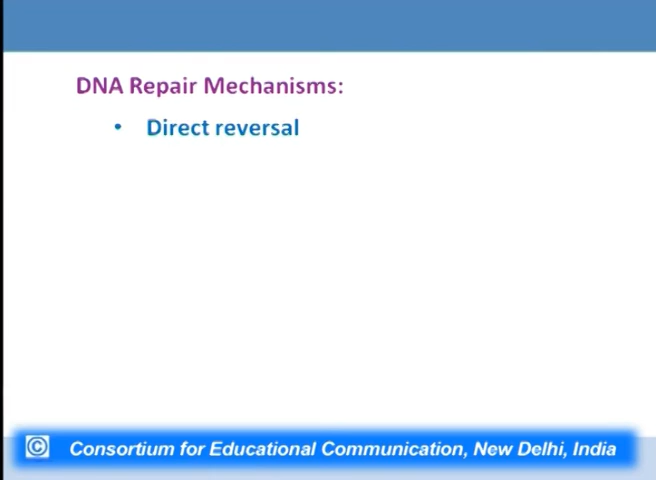 DNA Repair Mechanisms:
• Direct reversal
© Consortium for Educational Communication, New Delhi, India